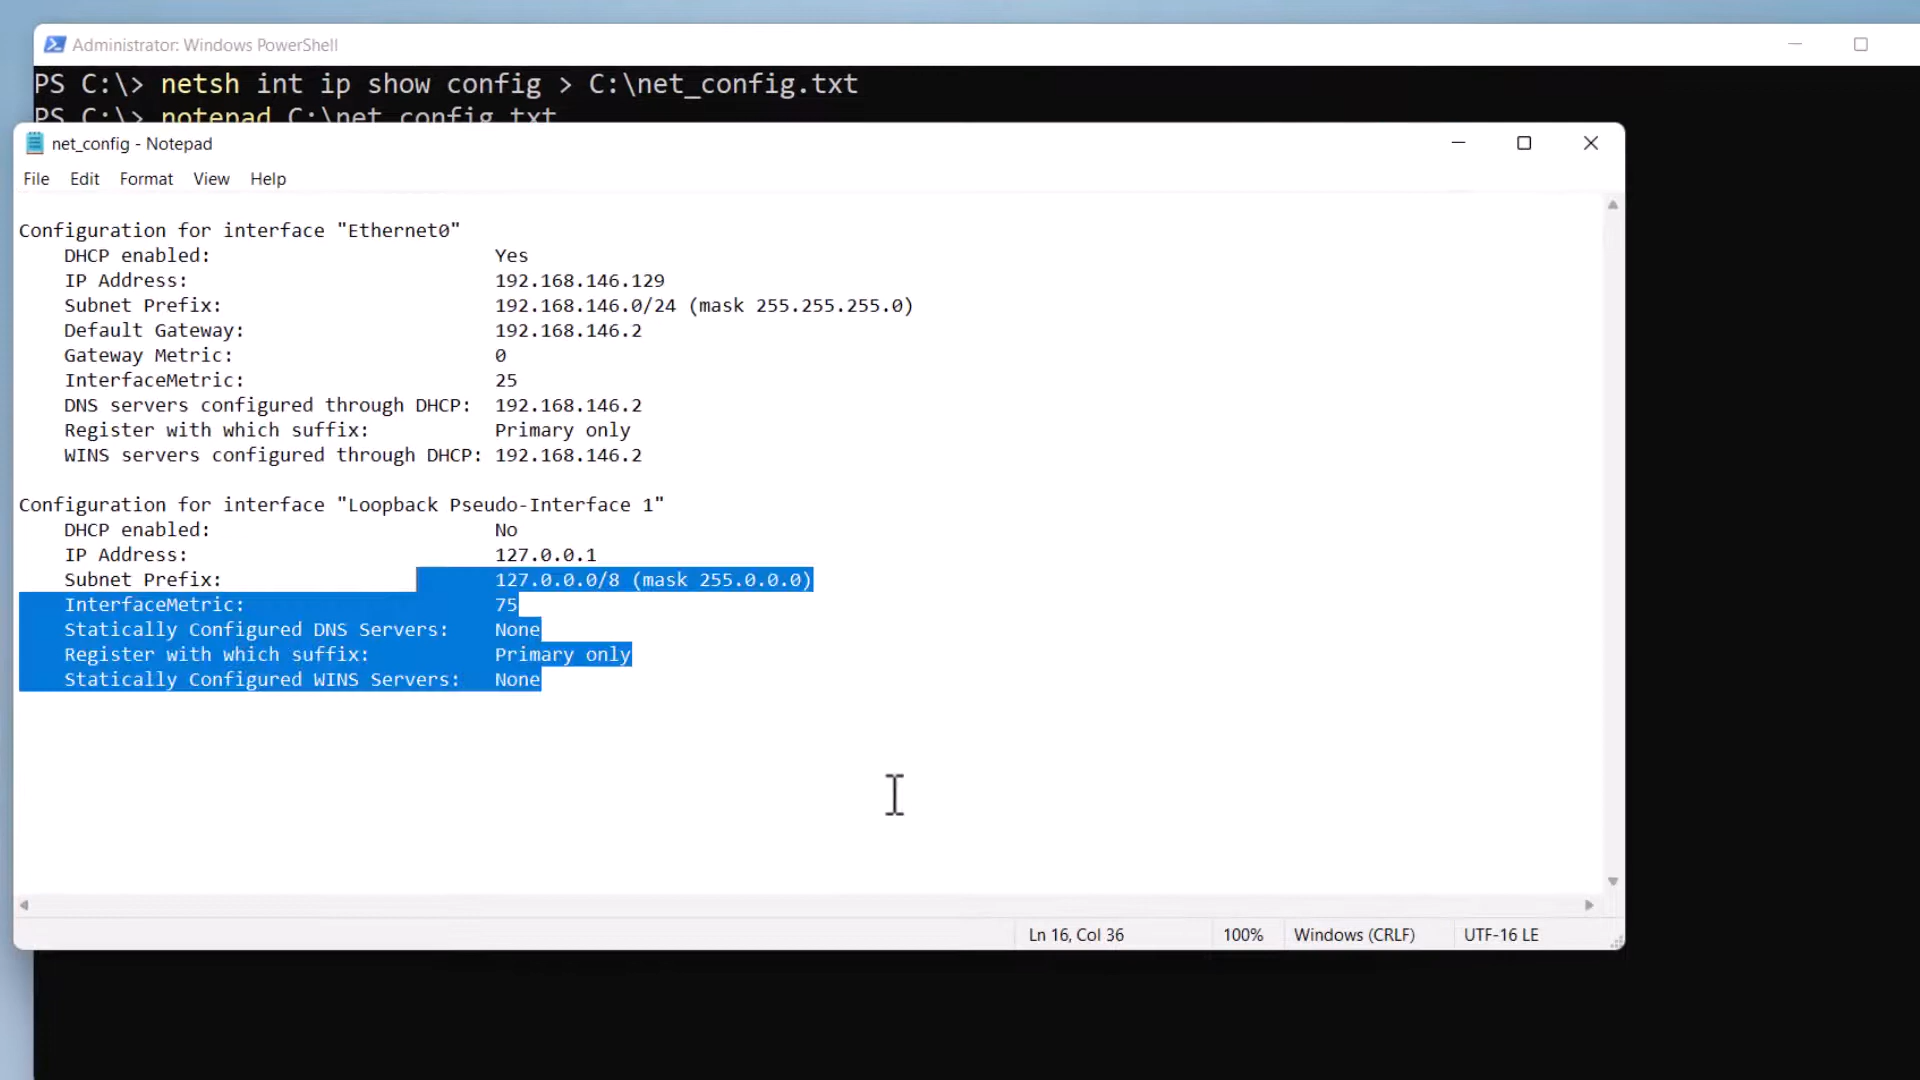 Administrator: Windows PowerShell
PS C:\> netsh int ip show config > C:\net_config.txt
PS C:\> notepad C:\net_config.txt
net_config - Notepad
File Edit Format View Help
Configuration for interface "Ethernet0"
DHCP enabled: Yes
IP Address: 192.168.146.129
Subnet Prefix: 192.168.146.0/24 (mask 255.255.255.0)
Default Gateway: 192.168.146.2
Gateway Metric: 0
InterfaceMetric: 25
DNS servers configured through DHCP: 192.168.146.2
Register with which suffix: Primary only
WINS servers configured through DHCP: 192.168.146.2
Configuration for interface "Loopback Pseudo-Interface 1"
DHCP enabled: No
IP Address: 127.0.0.1
Subnet Prefix: 127.0.0.0/8 (mask 255.0.0.0)
InterfaceMetric: 75
Statically Configured DNS Servers: None
Register with which suffix: Primary only
Statically Configured WINS Servers: None
Ln 16, Col 36 100% Windows (CRLF) UTF-16 LE